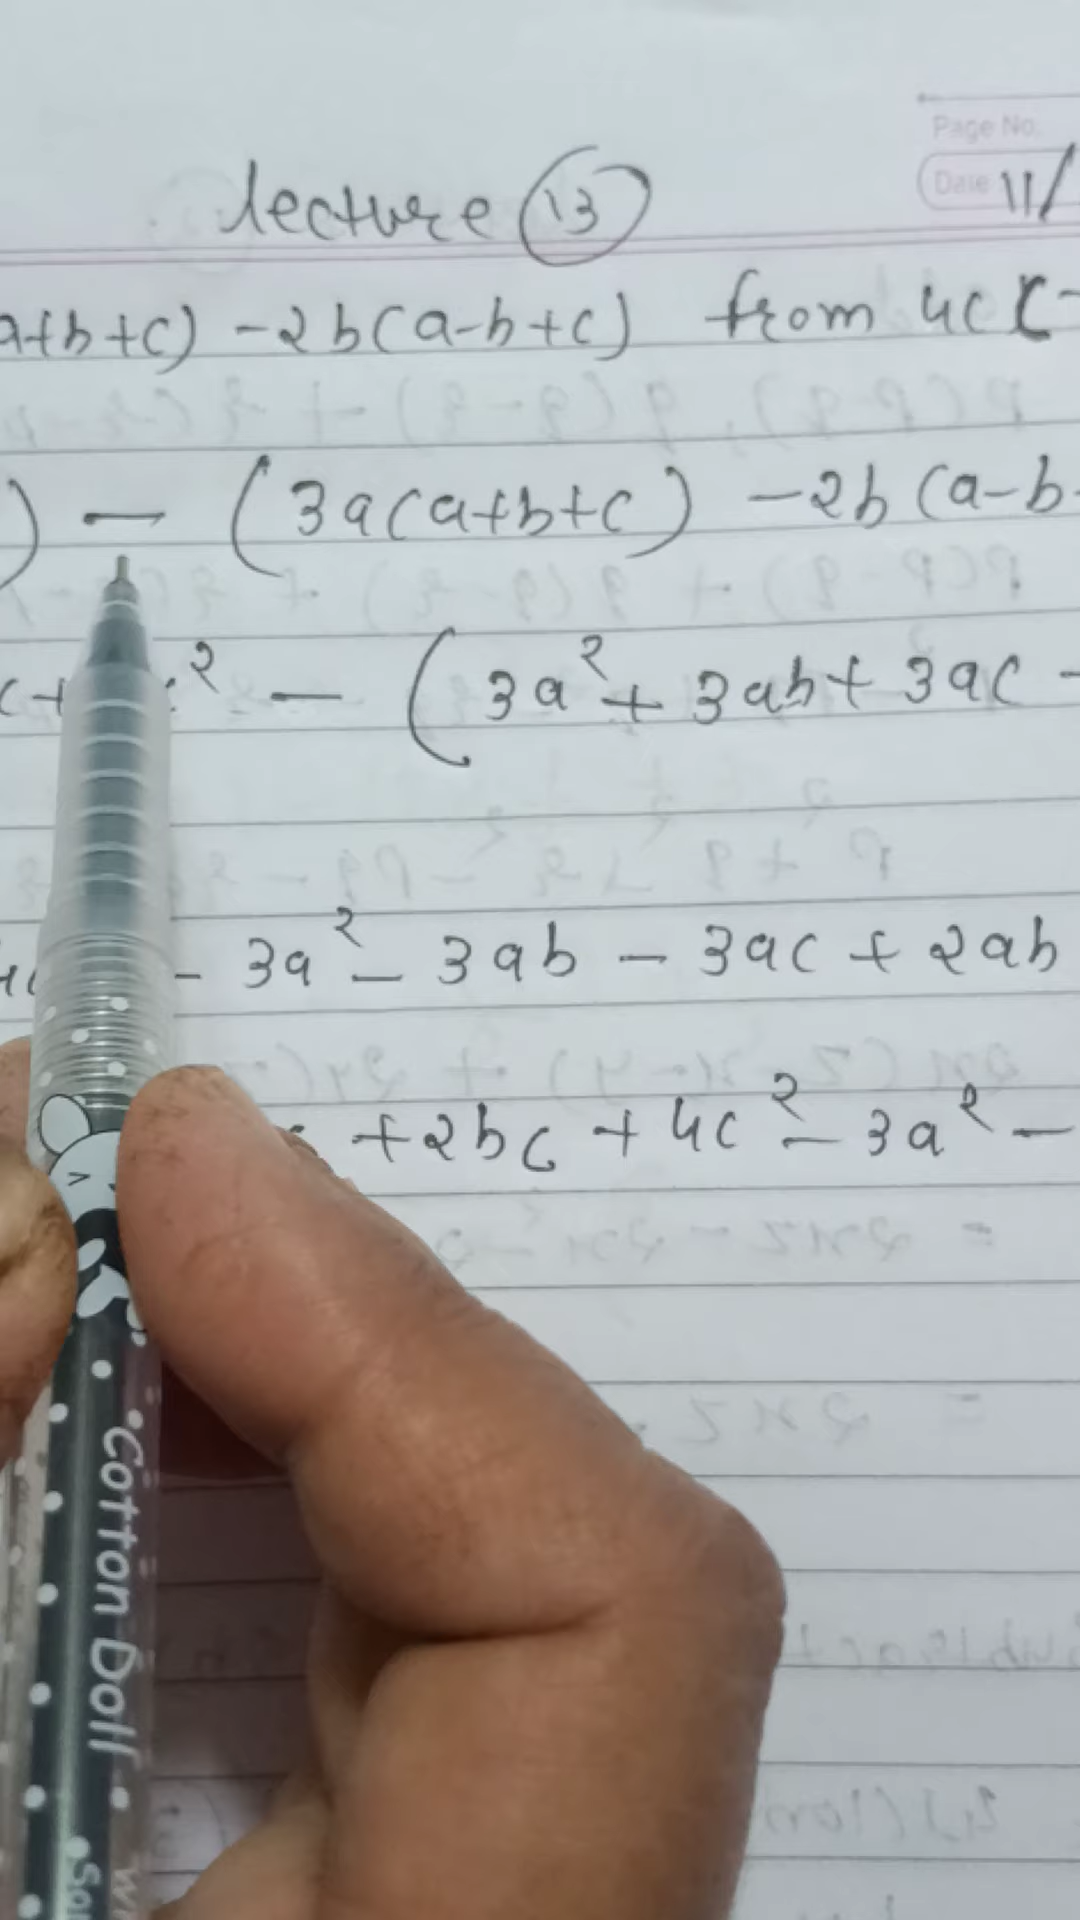 Page No.
Date 11/
lecture 13
a+b+c) -2b(a-b+c) from 4c(-
) - (3a(a+b+c) -2b(a-b
c+ c² - (3a²+3ab+3ac -
- 3a² - 3ab - 3ac + 2ab
+2bc + 4c² - 3a² -
Cotton Doll